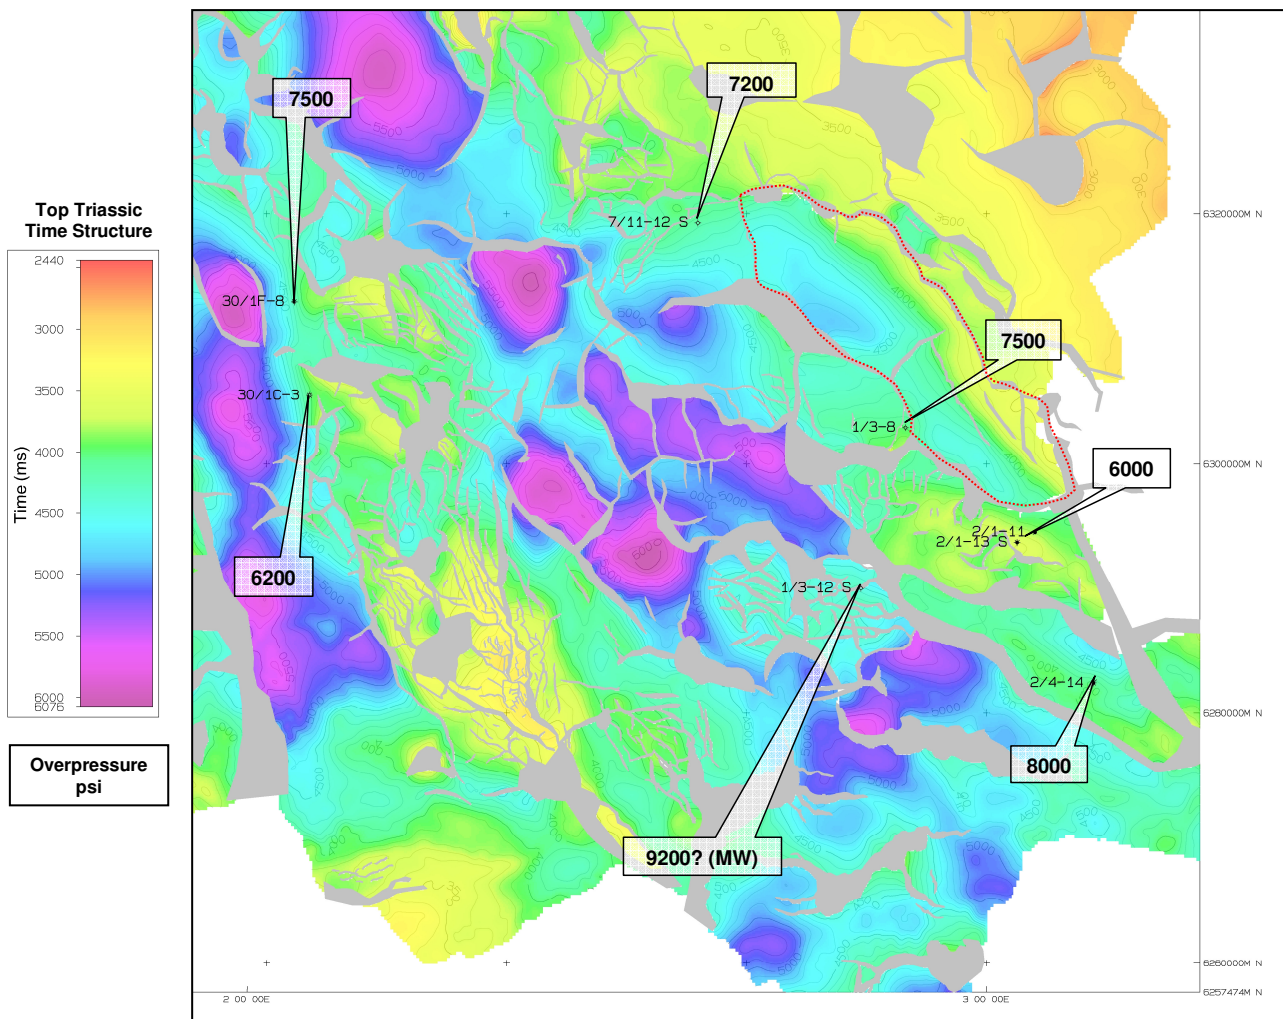 7500
7200
Top Triassic
Time Structure
7/11-12 S
6320000M N
2440
3000
3500
4000
4500
5000
5500
6000
6076
Time (ms)
30/1F-8
7500
30/1C-3
1/3-8
6000
6300000M N
2/1-11
2/1-13 S
6200
1/3-12 S
2/4-14
6280000M N
Overpressure
psi
8000
9200? (MW)
6260000M N
6257474M N
2 00 00E
3 00 00E